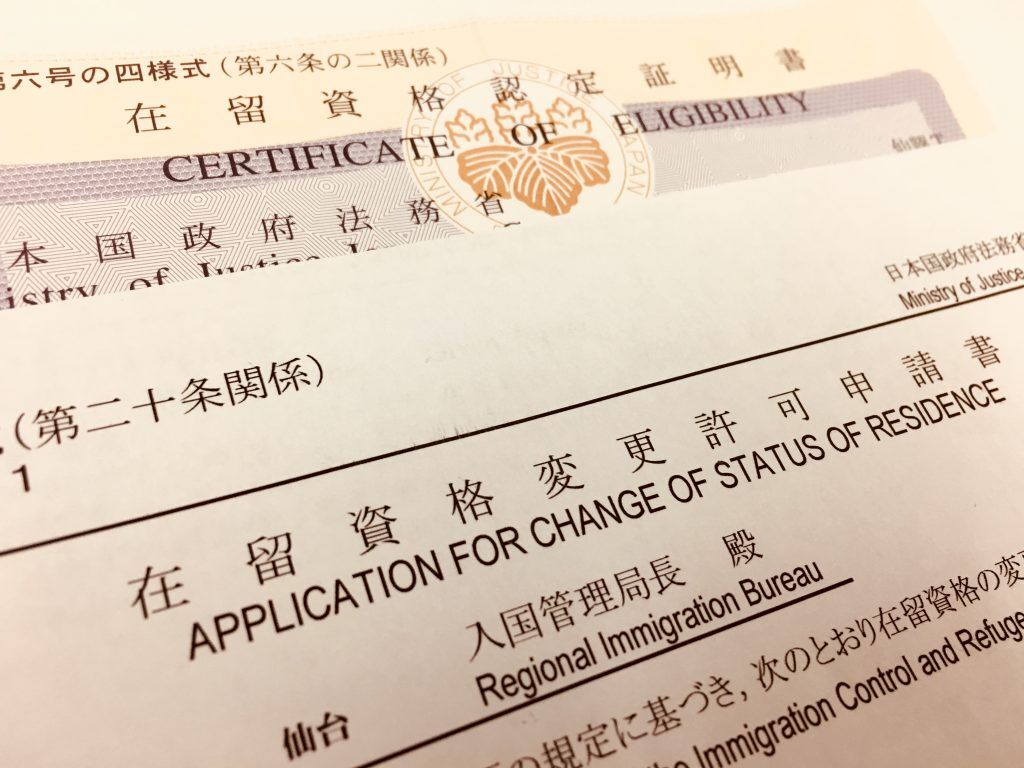 六号の四様式(第六条の二関係)
在留資格認定証明書
CERTIFICATE OF ELIGIBILITY
MINISTRY OF JUSTICE JAPAN
本国政府法務省
istry of Justice
日本国政府法務省
Ministry of Justice
(第二十条関係)
1
在留資格変更許可申請書
APPLICATION FOR CHANGE OF STATUS OF RESIDENCE
入国管理局長 殿
Regional Immigration Bureau
仙台
の規定に基づき,次のとおり在留資格の変
Immigration Control and Refuge